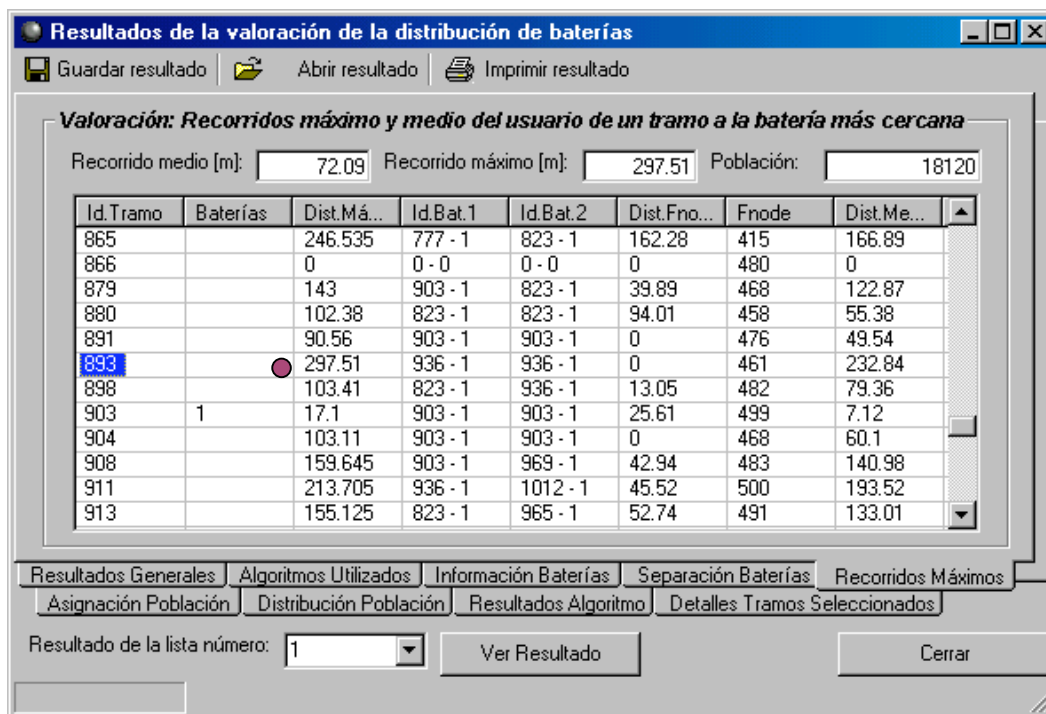 Resultados de la valoración de la distribución de baterías
Guardar resultado Abrir resultado Imprimir resultado
Valoración: Recorridos máximo y medio del usuario de un tramo a la batería más cercana
Recorrido medio [m]: 72.09 Recorrido máximo [m]: 297.51 Población: 18120
Id.Tramo Baterías Dist.Má... Id.Bat.1 Id.Bat.2 Dist.Fno... Fnode Dist.Me...
865 246.535 777 - 1 823 - 1 162.28 415 166.89
866 0 0 - 0 0 - 0 0 480 0
879 143 903 - 1 823 - 1 39.89 468 122.87
880 102.38 823 - 1 823 - 1 94.01 458 55.38
891 90.56 903 - 1 903 - 1 0 476 49.54
893 297.51 936 - 1 936 - 1 0 461 232.84
898 103.41 823 - 1 936 - 1 13.05 482 79.36
903 1 17.1 903 - 1 903 - 1 25.61 499 7.12
904 103.11 903 - 1 903 - 1 0 468 60.1
908 159.645 903 - 1 969 - 1 42.94 483 140.98
911 213.705 936 - 1 1012 - 1 45.52 500 193.52
913 155.125 823 - 1 965 - 1 52.74 491 133.01
Resultados Generales Algoritmos Utilizados Información Baterías Separación Baterías Recorridos Máximos
Asignación Población Distribución Población Resultados Algoritmo Detalles Tramos Seleccionados
Resultado de la lista número: 1 Ver Resultado Cerrar